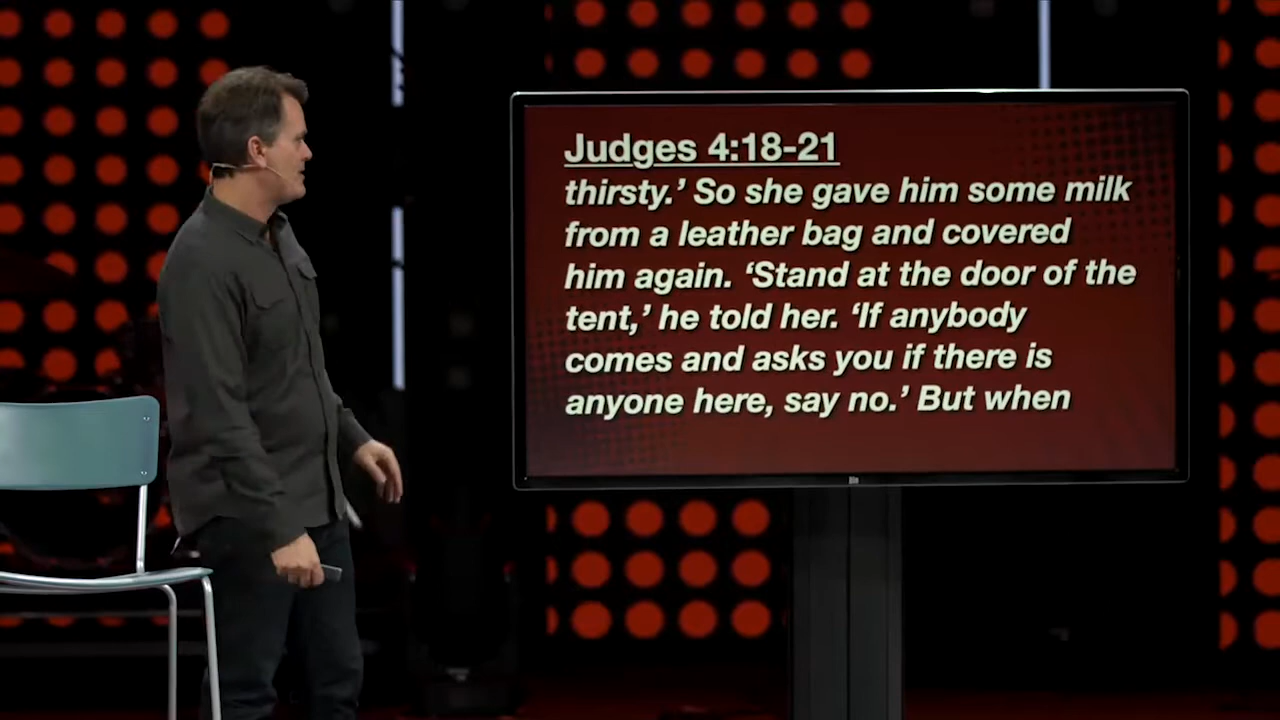 Judges 4:18-21
thirsty.’ So she gave him some milk
from a leather bag and covered
him again. ‘Stand at the door of the
tent,’ he told her. ‘If anybody
comes and asks you if there is
anyone here, say no.’ But when